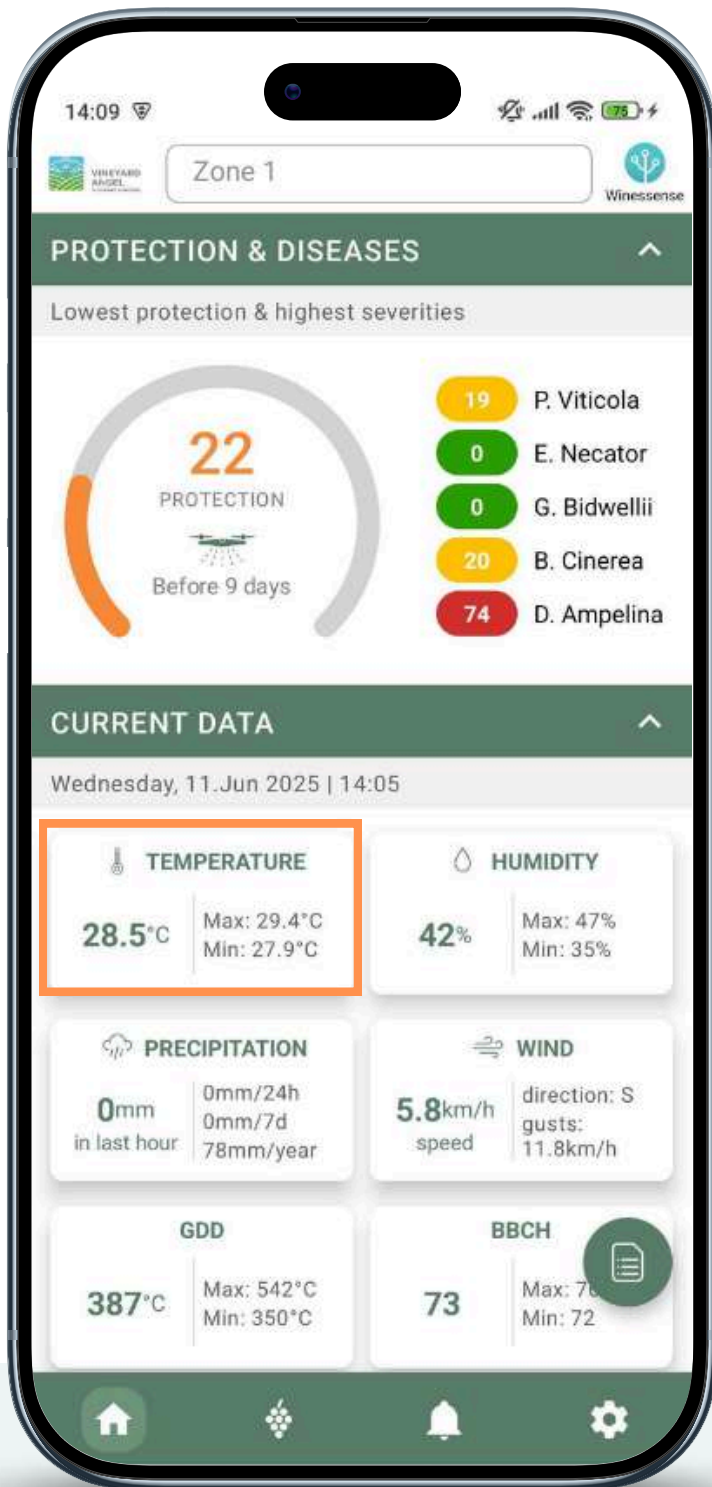 14:09
75
VINEYARD
ANGEL
Zone 1
Winessense
PROTECTION & DISEASES
Lowest protection & highest severities
22
PROTECTION
Before 9 days
19 P. Viticola
0 E. Necator
0 G. Bidwellii
20 B. Cinerea
74 D. Ampelina
CURRENT DATA
Wednesday, 11.Jun 2025 | 14:05
TEMPERATURE
28.5°C
Max: 29.4°C
Min: 27.9°C
HUMIDITY
42%
Max: 47%
Min: 35%
PRECIPITATION
0mm
in last hour
0mm/24h
0mm/7d
78mm/year
WIND
5.8km/h
speed
direction: S
gusts:
11.8km/h
GDD
387°C
Max: 542°C
Min: 350°C
BBCH
73
Max:
Min: 72